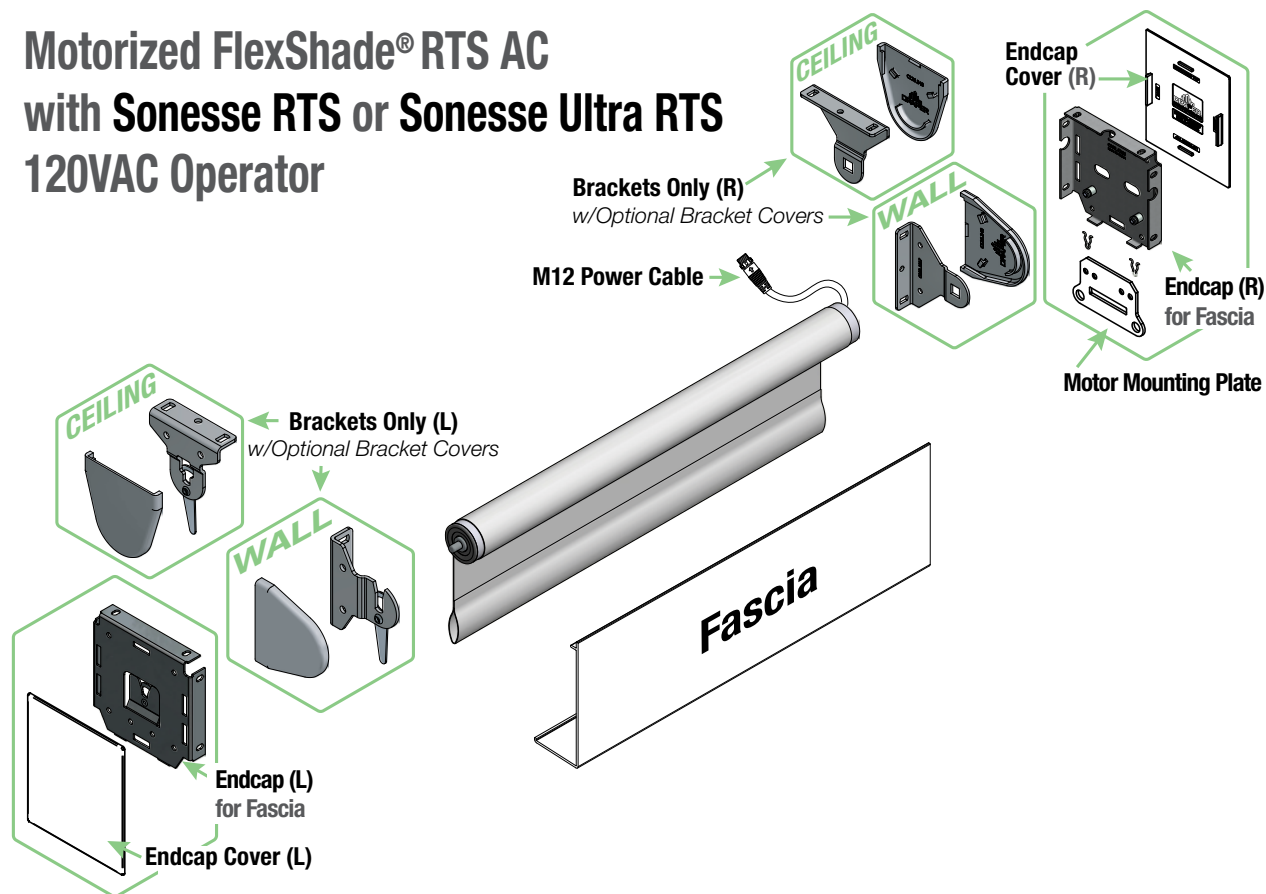 Motorized FlexShade® RTS AC
with Sonesse RTS or Sonesse Ultra RTS
120VAC Operator
CEILING
Endcap
Cover (R)
Brackets Only (R)
w/Optional Bracket Covers
WALL
M12 Power Cable
Endcap (R)
for Fascia
Motor Mounting Plate
CEILING
Brackets Only (L)
w/Optional Bracket Covers
WALL
Fascia
Endcap (L)
for Fascia
Endcap Cover (L)